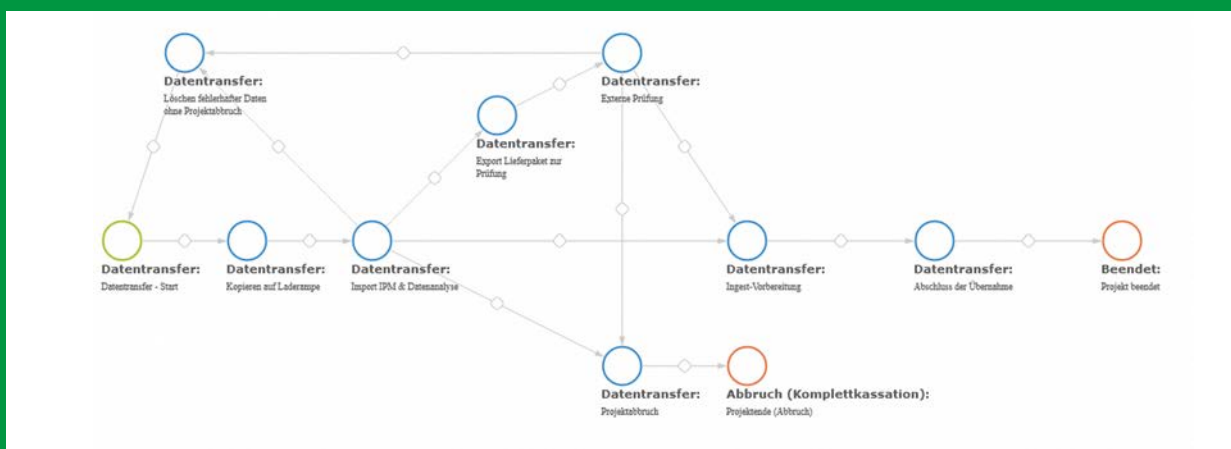 Datentransfer:
Löschen fehlerhafter Daten
ohne Projektabbruch
Datentransfer:
Externe Prüfung
Datentransfer:
Export Lieferpaket zur
Prüfung
Datentransfer:
Datentransfer - Start
Datentransfer:
Kopieren auf Laderampe
Datentransfer:
Import IPM & Datenanalyse
Datentransfer:
Ingest-Vorbereitung
Datentransfer:
Abschluss der Übernahme
Beendet:
Projekt beendet
Datentransfer:
Projektabbruch
Abbruch (Komplettkassation):
Projektende (Abbruch)